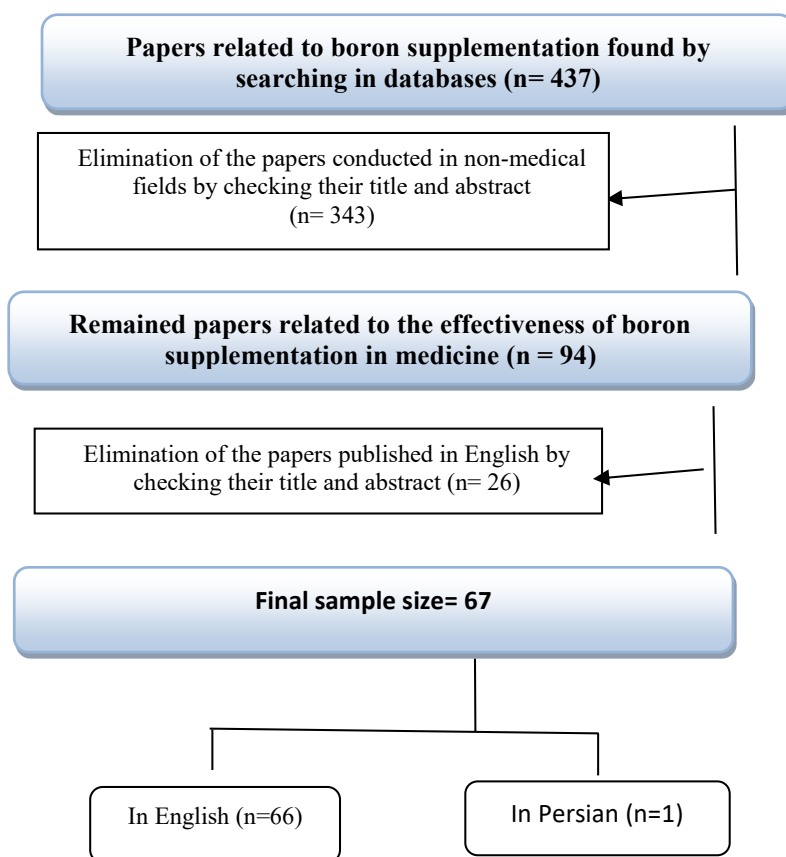 Papers related to boron supplementation found by
searching in databases (n= 437)
Elimination of the papers conducted in non-medical
fields by checking their title and abstract
(n= 343)
Remained papers related to the effectiveness of boron
supplementation in medicine (n = 94)
Elimination of the papers published in English by
checking their title and abstract (n= 26)
Final sample size= 67
In English (n=66)
In Persian (n=1)